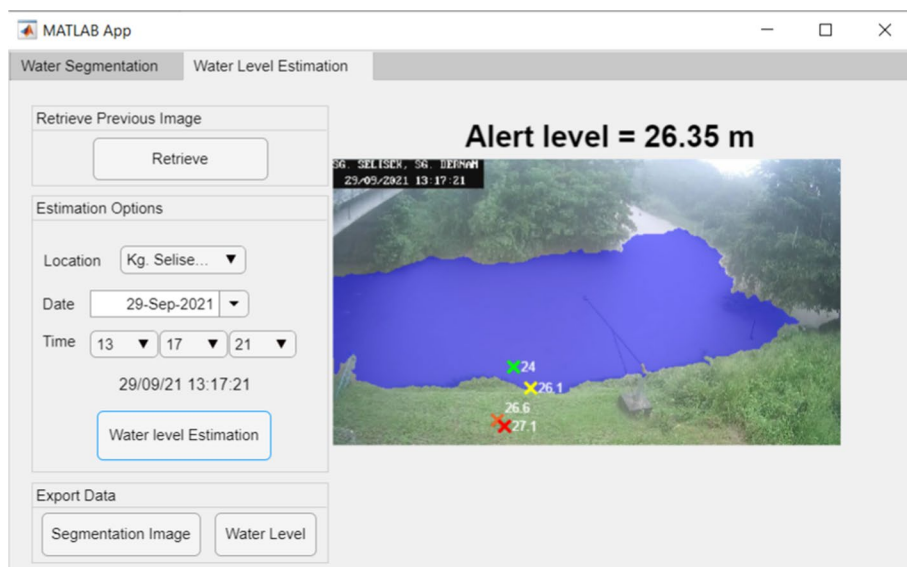 MATLAB App
Water Segmentation
Water Level Estimation
Retrieve Previous Image
Retrieve
Estimation Options
Location
Kg. Selise...
Date
29-Sep-2021
Time
13
17
21
29/09/21 13:17:21
Water level Estimation
Export Data
Segmentation Image
Water Level
Alert level = 26.35 m
SG. SELISEK, SG. BERNAM
29/09/2021 13:17:21
24
26.1
26.6
27.1